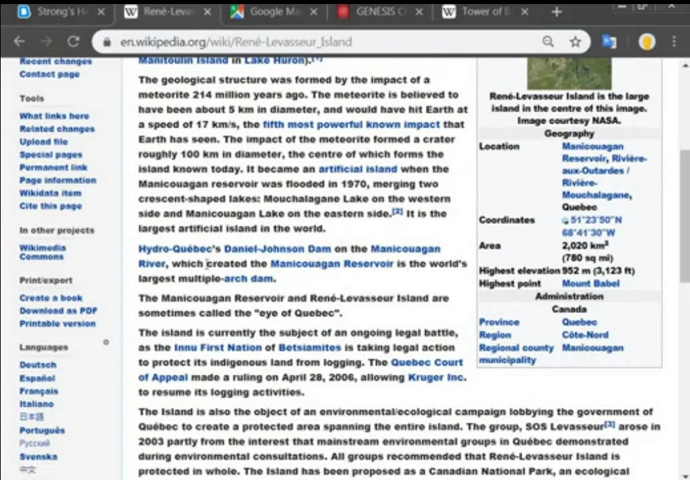 Strong's H
René-Levas
Google Ma
GENESIS C
Tower of B
en.wikipedia.org/wiki/René-Levasseur_Island
Recent changes
Contact page
Tools
What links here
Related changes
Upload file
Special pages
Permanent link
Page information
Wikidata item
Cite this page
In other projects
Wikimedia
Commons
Print/export
Create a book
Download as PDF
Printable version
Languages
Deutsch
Español
Français
Italiano
日本語
Português
Русский
Svenska
中文
Manitoulin Island in Lake Huron).[1]
The geological structure was formed by the impact of a
meteorite 214 million years ago. The meteorite is believed to
have been about 5 km in diameter, and would have hit Earth at
a speed of 17 km/s, the fifth most powerful known impact that
Earth has seen. The impact of the meteorite formed a crater
roughly 100 km in diameter, the centre of which forms the
island known today. It became an artificial island when the
Manicouagan reservoir was flooded in 1970, merging two
crescent-shaped lakes: Mouchalagane Lake on the western
side and Manicouagan Lake on the eastern side.[2] It is the
largest artificial island in the world.
Hydro-Québec's Daniel-Johnson Dam on the Manicouagan
River, which created the Manicouagan Reservoir is the world's
largest multiple-arch dam.
The Manicouagan Reservoir and René-Levasseur Island are
sometimes called the "eye of Quebec".
The island is currently the subject of an ongoing legal battle,
as the Innu First Nation of Betsiamites is taking legal action
to protect its indigenous land from logging. The Quebec Court
of Appeal made a ruling on April 28, 2006, allowing Kruger Inc.
to resume its logging activities.
The Island is also the object of an environmental/ecological campaign lobbying the government of
Québec to create a protected area spanning the entire island. The group, SOS Levasseur[3] arose in
2003 partly from the interest that mainstream environmental groups in Québec demonstrated
during environmental consultations. All groups recommended that René-Levasseur Island is
protected in whole. The Island has been proposed as a Canadian National Park, an ecological
René-Levasseur Island is the large
island in the centre of this image.
Image courtesy NASA.
Geography
Location Manicouagan
Reservoir, Rivière-
aux-Outardes /
Rivière-
Mouchalagane,
Quebec
Coordinates 51°23′50″N
68°41′30″W
Area 2,020 km²
(780 sq mi)
Highest elevation 952 m (3,123 ft)
Highest point Mount Babel
Administration
Canada
Province Quebec
Region Côte-Nord
Regional county Manicouagan
municipality